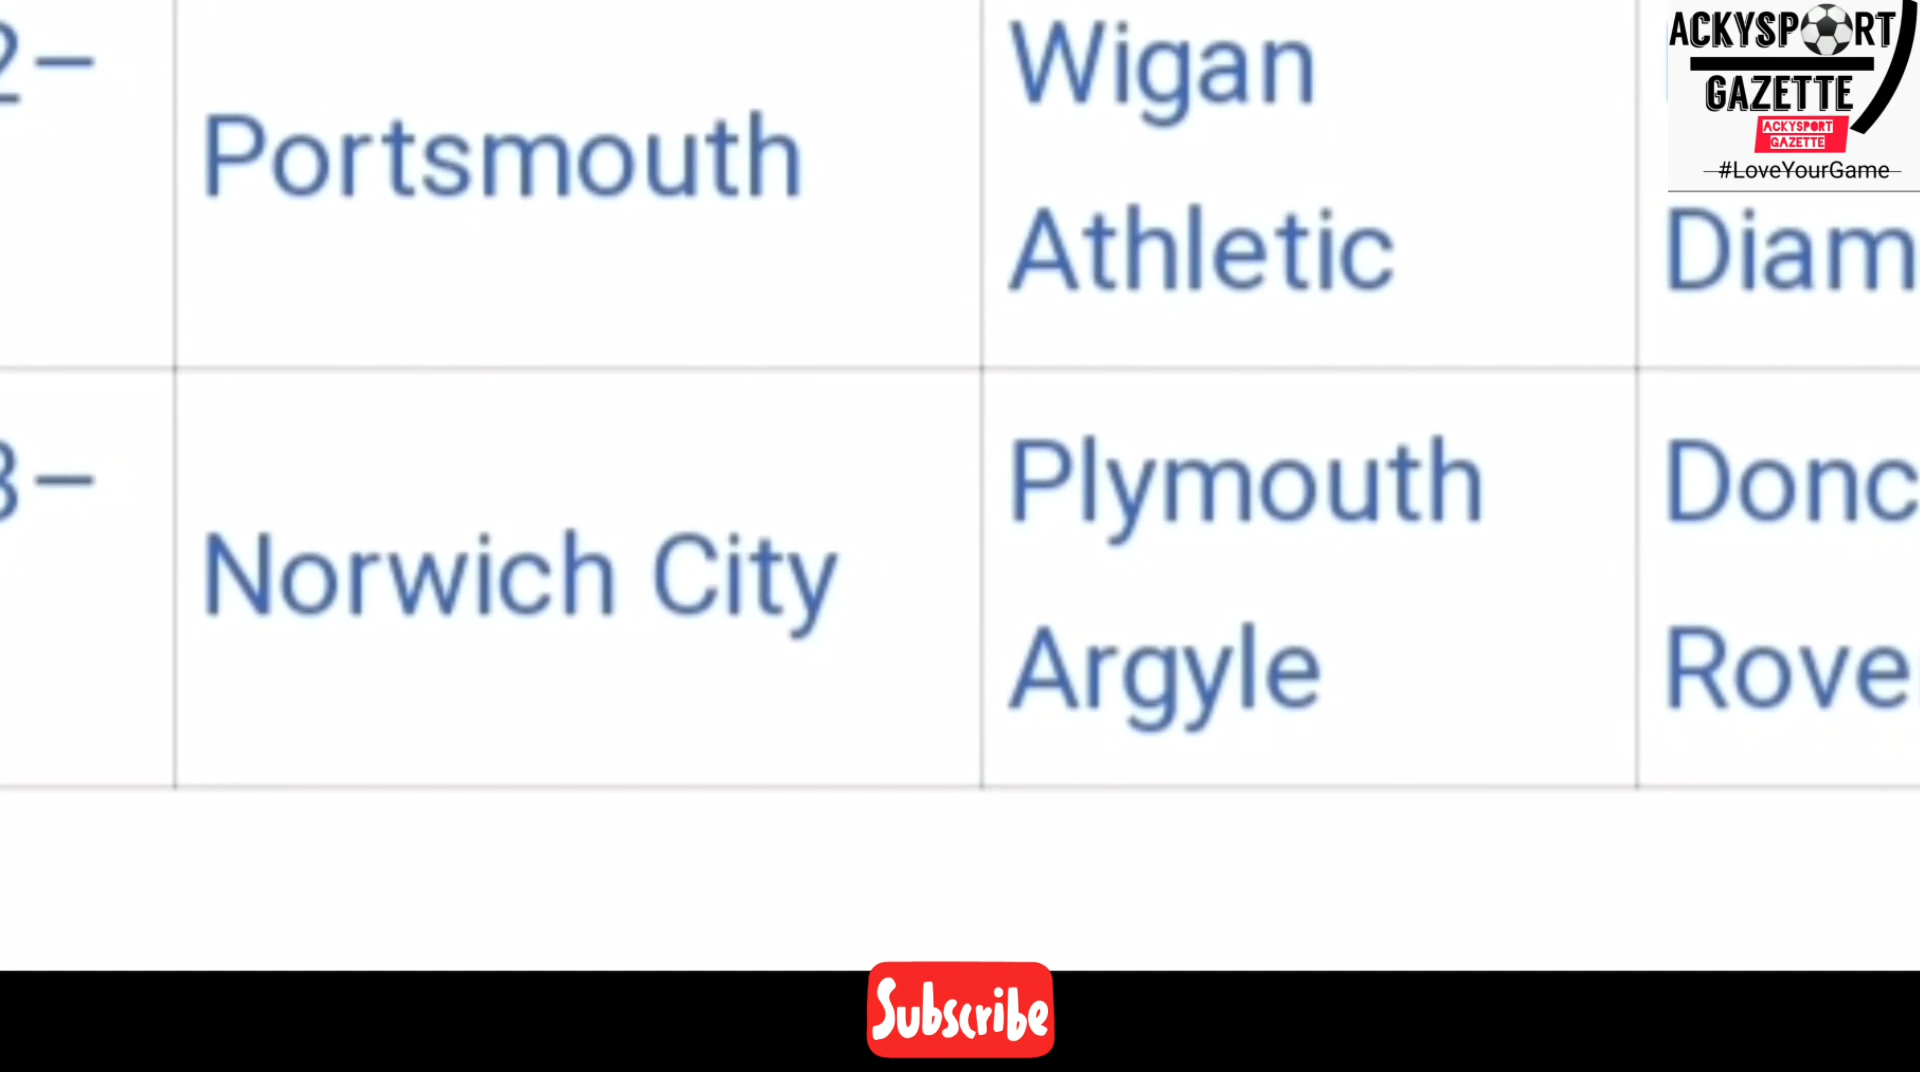 2–
Portsmouth
Wigan
Athletic
Diam
3–
Norwich City
Plymouth
Argyle
Donc
Rove
ACKYSPORT
GAZETTE
ACKYSPORT
GAZETTE
#LoveYourGame
Subscribe